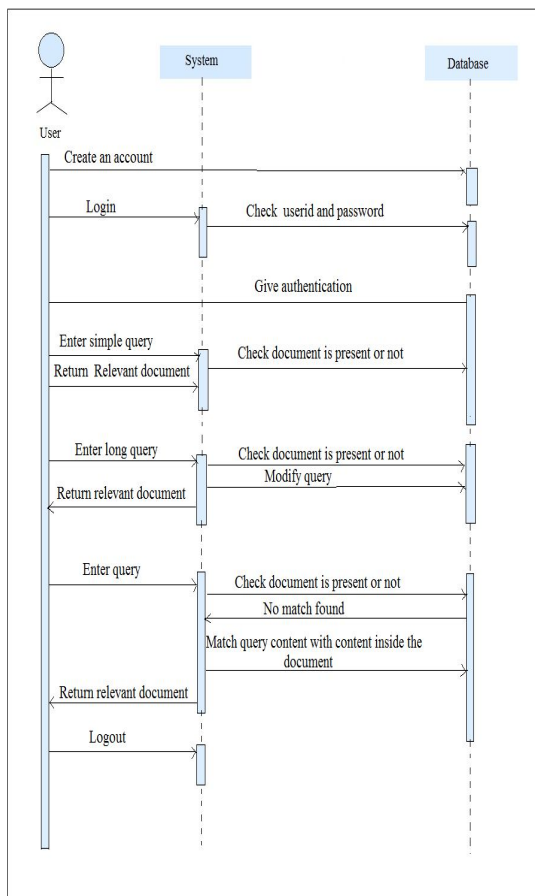 System
Database
User
Create an account
Login
Check userid and password
Give authentication
Enter simple query
Check document is present or not
Return Relevant document
Enter long query
Check document is present or not
Modify query
Return relevant document
Enter query
Check document is present or not
No match found
Match query content with content inside the
document
Return relevant document
Logout